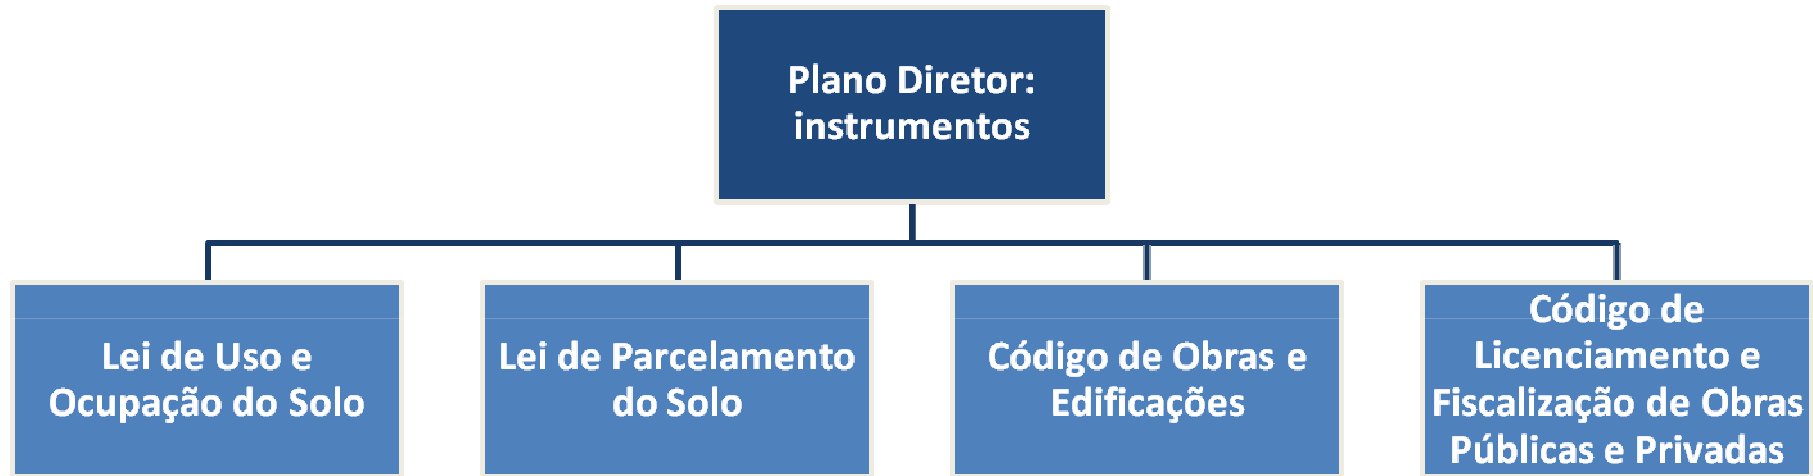 Plano Diretor:
instrumentos
Lei de Uso e
Ocupação do Solo
Lei de Parcelamento
do Solo
Código de Obras e
Edificações
Código de
Licenciamento e
Fiscalização de Obras
Públicas e Privadas